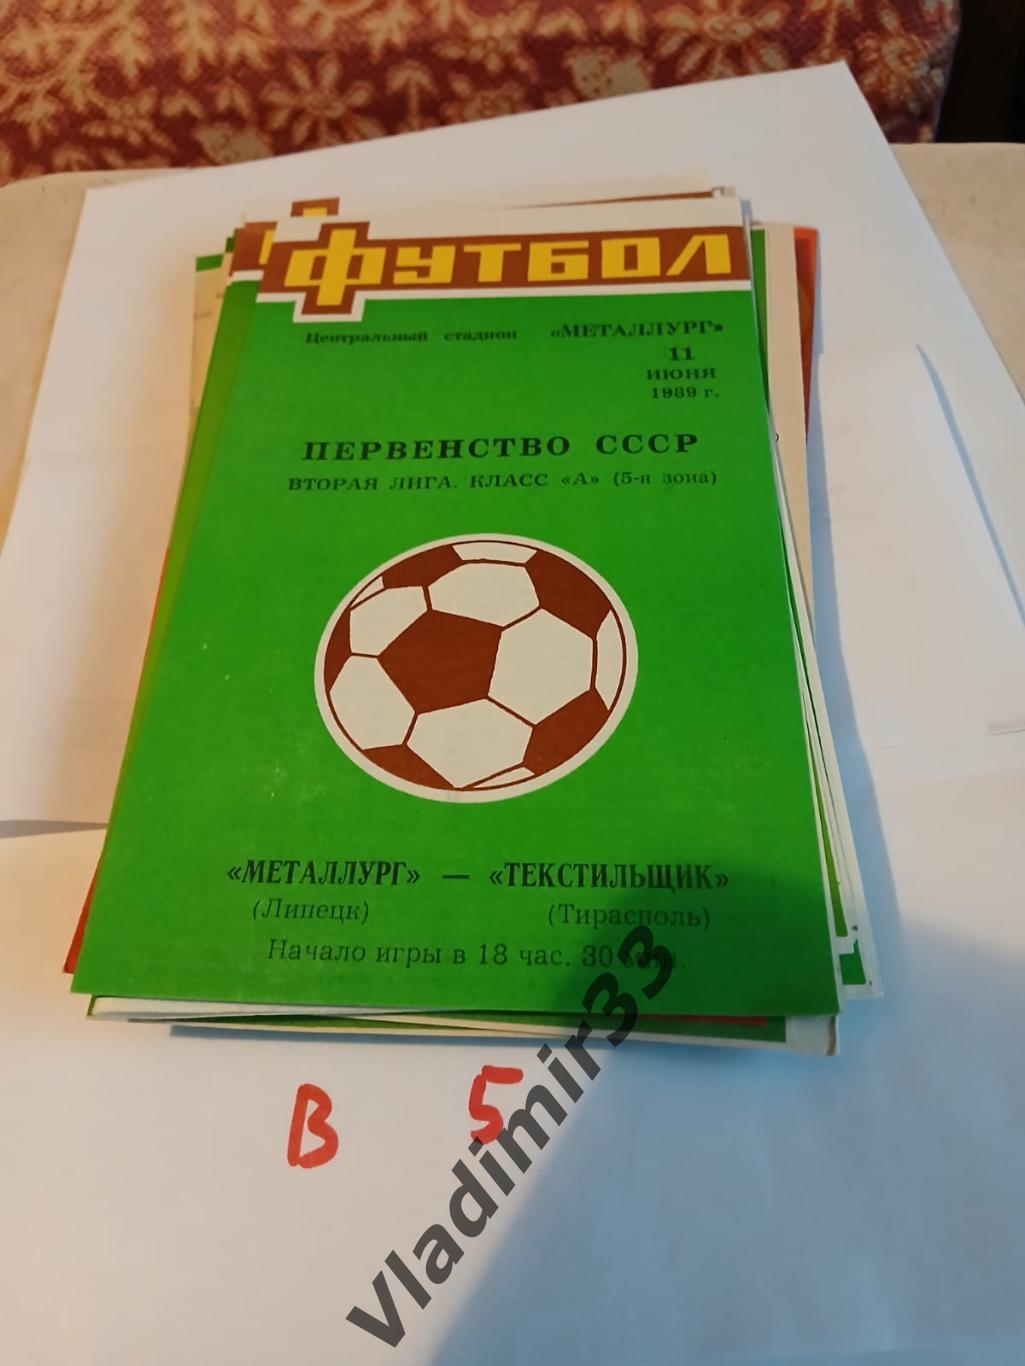 ФУТБОЛ
Центральный стадион «МЕТАЛЛУРГ»
11
ИЮНЯ
1989 г.
ПЕРВЕНСТВО СССР
ВТОРАЯ ЛИГА. КЛАСС «А» (5-я зона)
«МЕТАЛЛУРГ» — «ТЕКСТИЛЬЩИК»
(Липецк) (Тирасполь)
Начало игры в 18 час. 30 мин.
В 5
Vladimir33